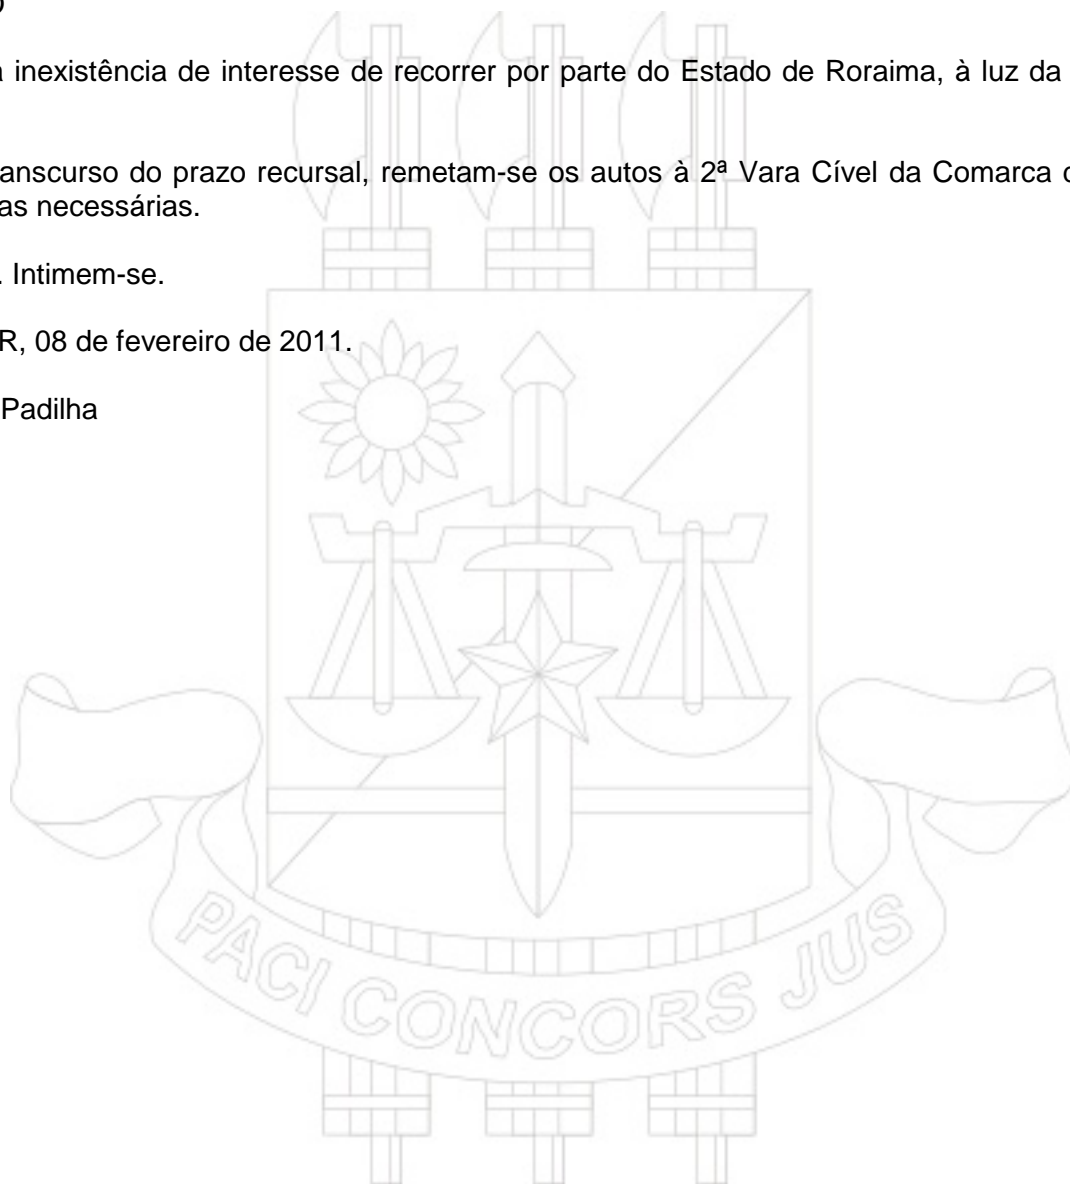 a inexistência de interesse de recorrer por parte do Estado de Roraima, à luz da
anscurso do prazo recursal, remetam-se os autos à 2ª Vara Cível da Comarca
as necessárias.
. Intimem-se.
R, 08 de fevereiro de 2011.
Padilha
PACI CONCORS JUS